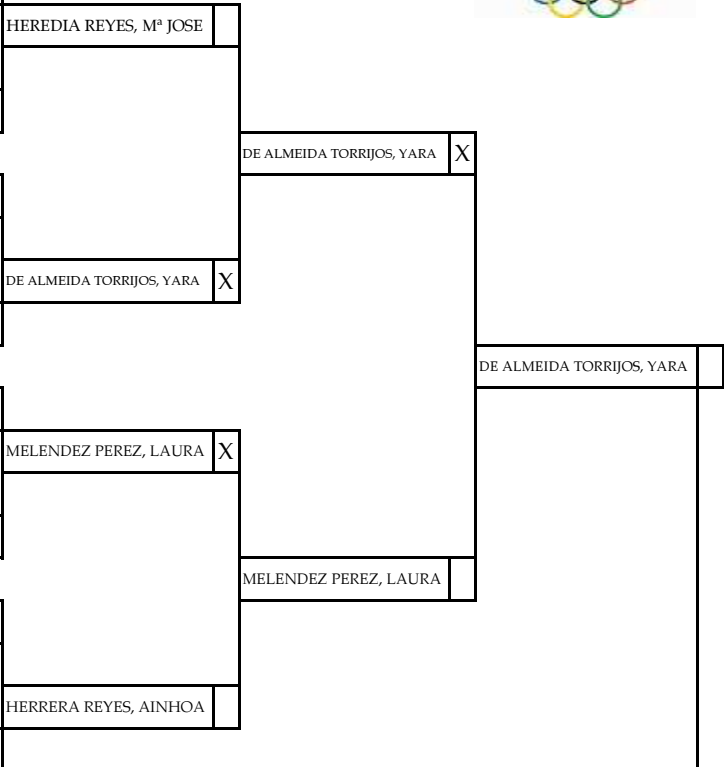 HEREDIA REYES, Mª JOSE
DE ALMEIDA TORRIJOS, YARA X
DE ALMEIDA TORRIJOS, YARA X
DE ALMEIDA TORRIJOS, YARA
MELENDEZ PEREZ, LAURA X
MELENDEZ PEREZ, LAURA
HERRERA REYES, AINHOA